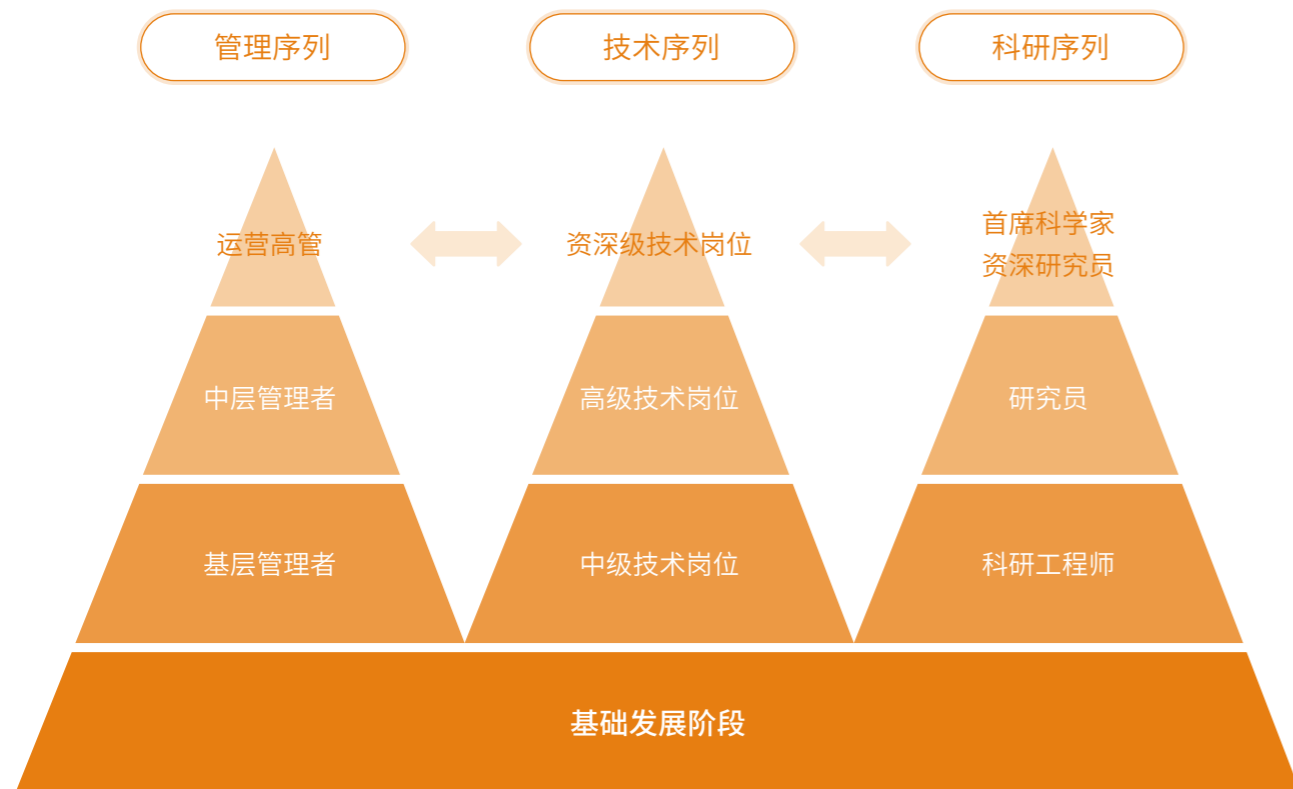 管理序列
技术序列
科研序列
运营高管
资深级技术岗位
首席科学家
资深研究员
中层管理者
高级技术岗位
研究员
基层管理者
中级技术岗位
科研工程师
基础发展阶段